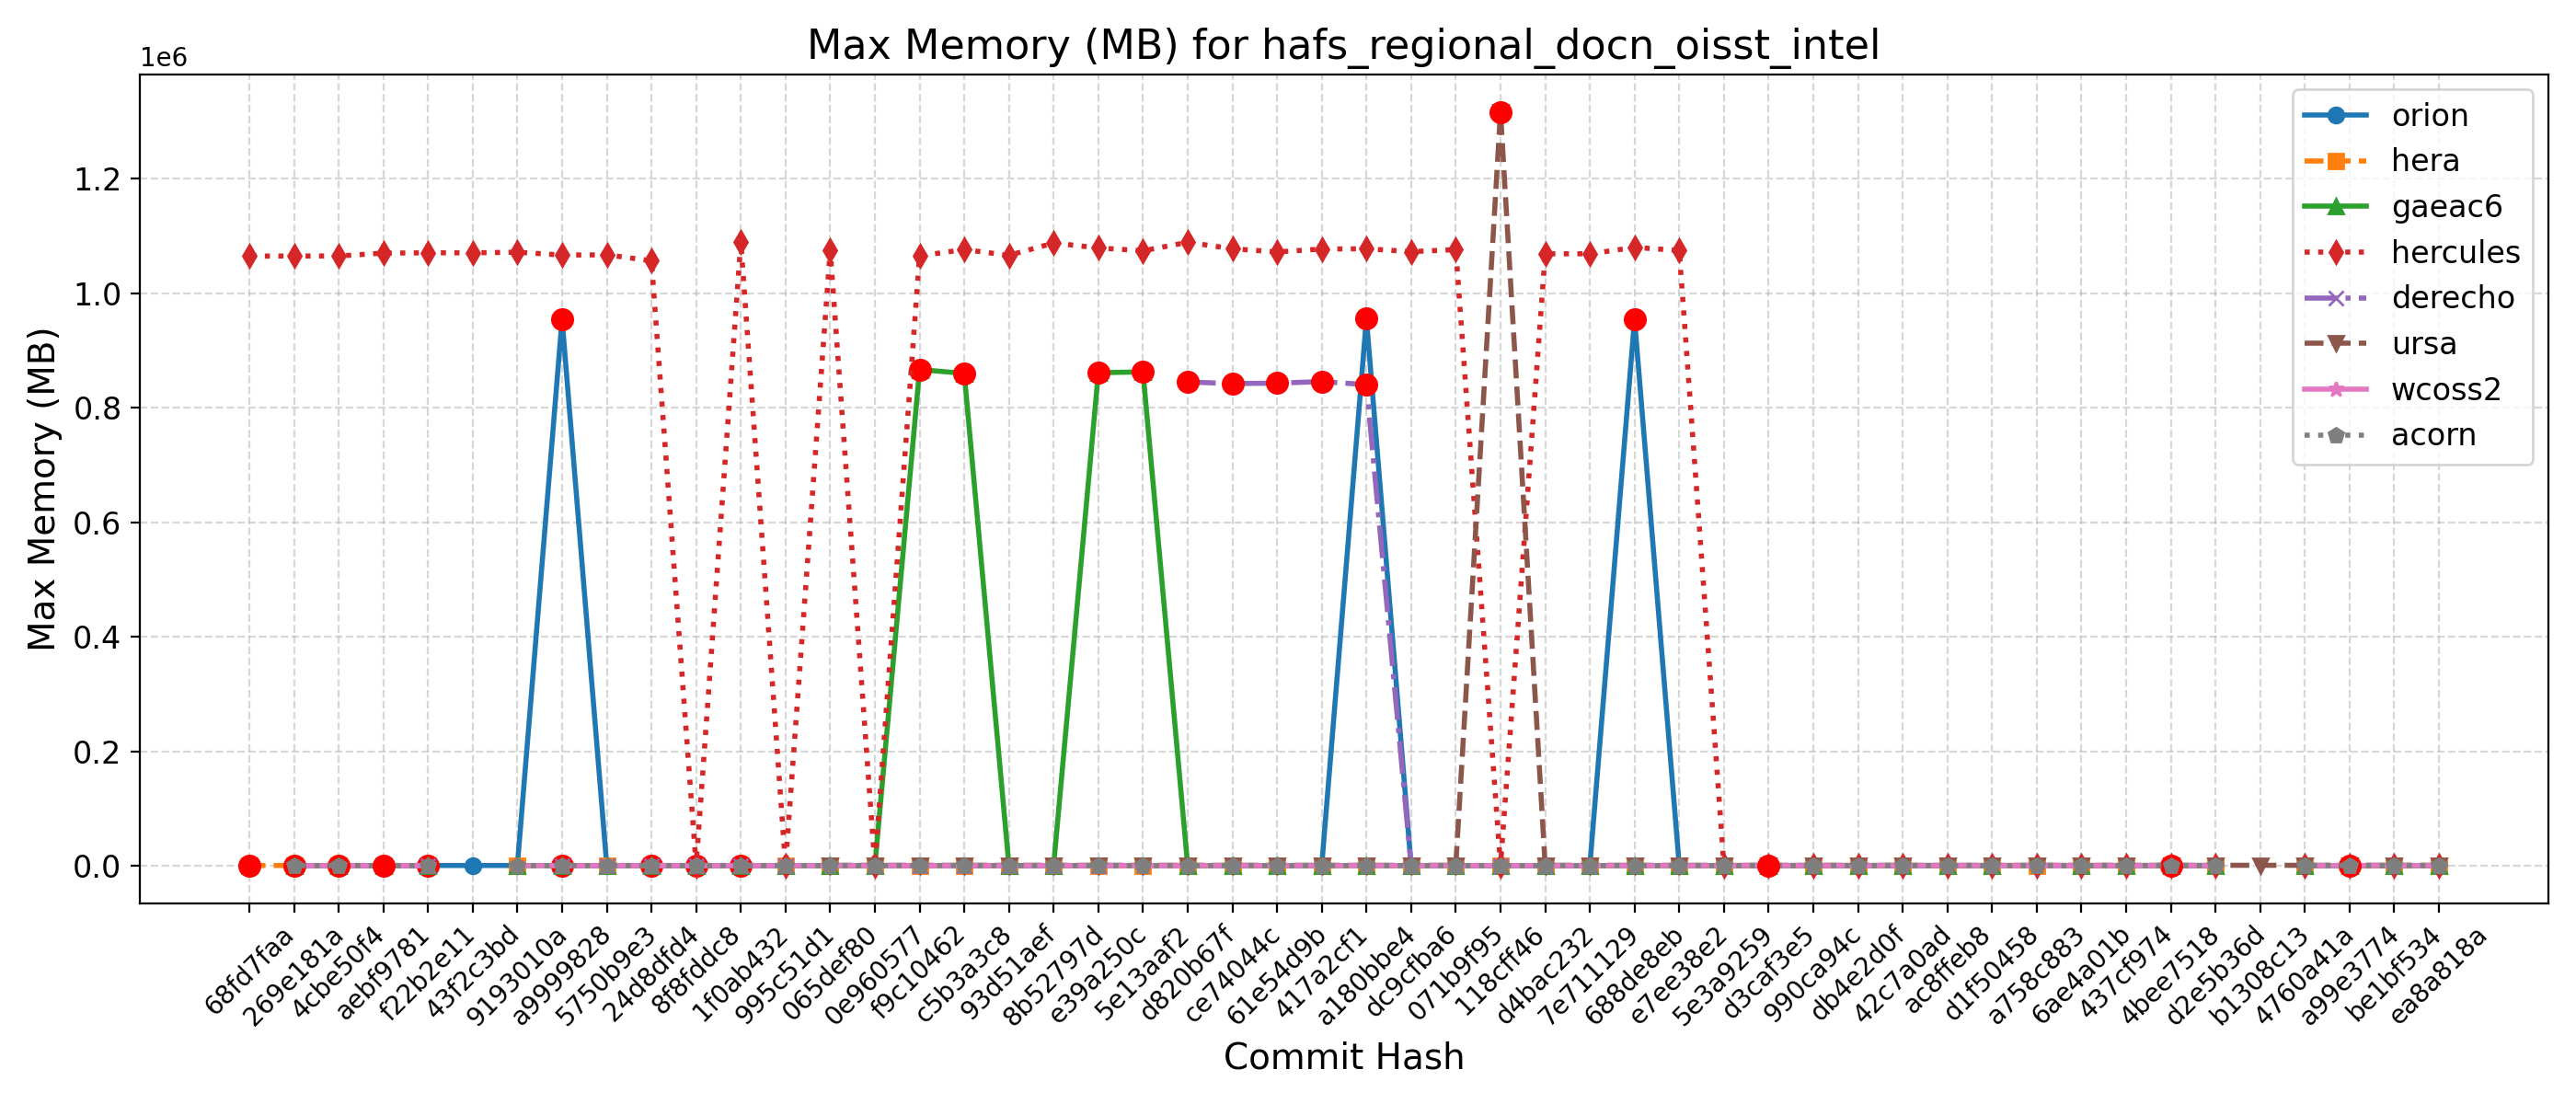 Max Memory (MB) for hafs_regional_docn_oisst_intel
1e6
Max Memory (MB)
1.2
1.0
0.8
0.6
0.4
0.2
0.0
orion
hera
gaeac6
hercules
derecho
ursa
wcoss2
acorn
68fd7faa
269e181a
4cbe50f4
aebf9781
f22b2e11
43f2c3bd
9193010a
a9999828
5750b9e3
24d8dfd4
8f8fddc8
1f0ab432
995c51d1
065def80
0e960577
f9c10462
c5b3a3c8
93d51aef
8b52797d
e39a250c
5e13aaf2
d820b67f
ce74044c
61e54d9b
417a2cf1
a180bbe4
dc9cfba6
071b9f95
118cff46
d4bac232
7e711129
688de8eb
e7ee38e2
5e3a9259
d3caf3e5
990ca94c
db4e2d0f
42c7a0ad
ac8ffeb8
d1f50458
a758c883
6ae4a01b
437cf974
4bee7518
d2e5b36d
b1308c13
4760a41a
a99e3774
be1bf534
ea8a818a
Commit Hash